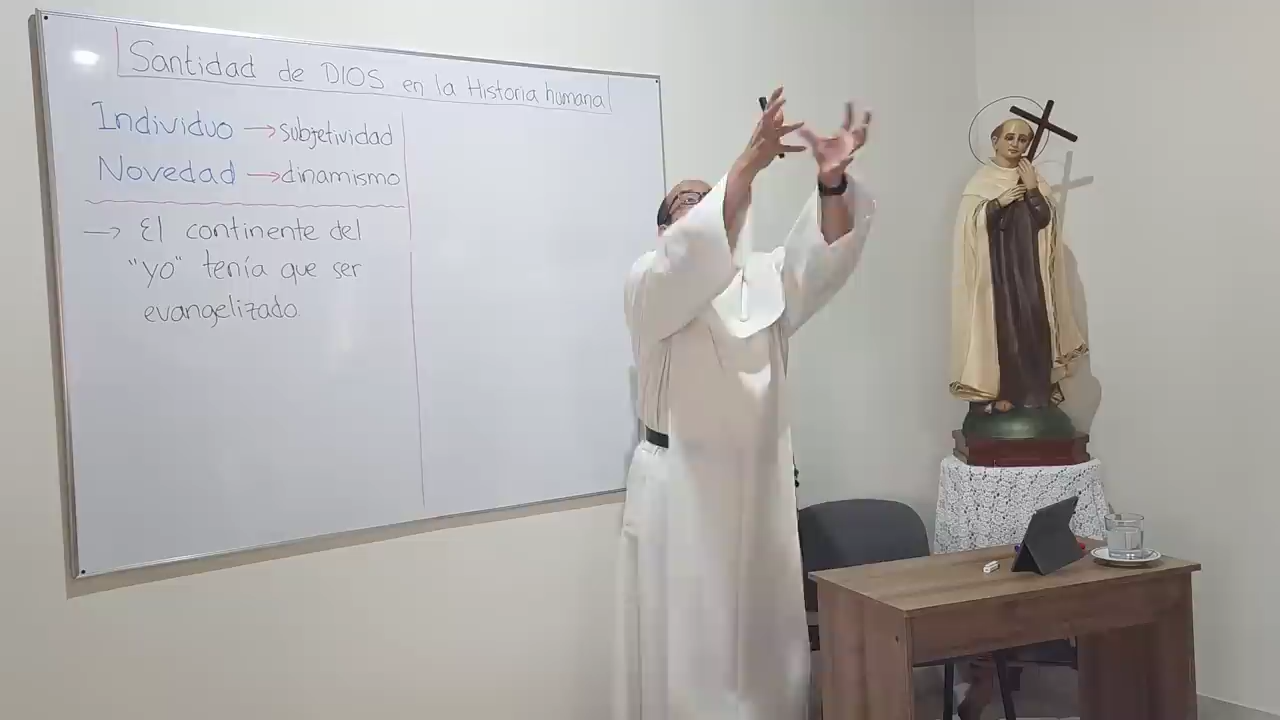 Santidad de DIOS en la Historia humana
Individuo → subjetividad
Novedad → dinamismo
→ El continente del
"yo" tenía que ser
evangelizado.